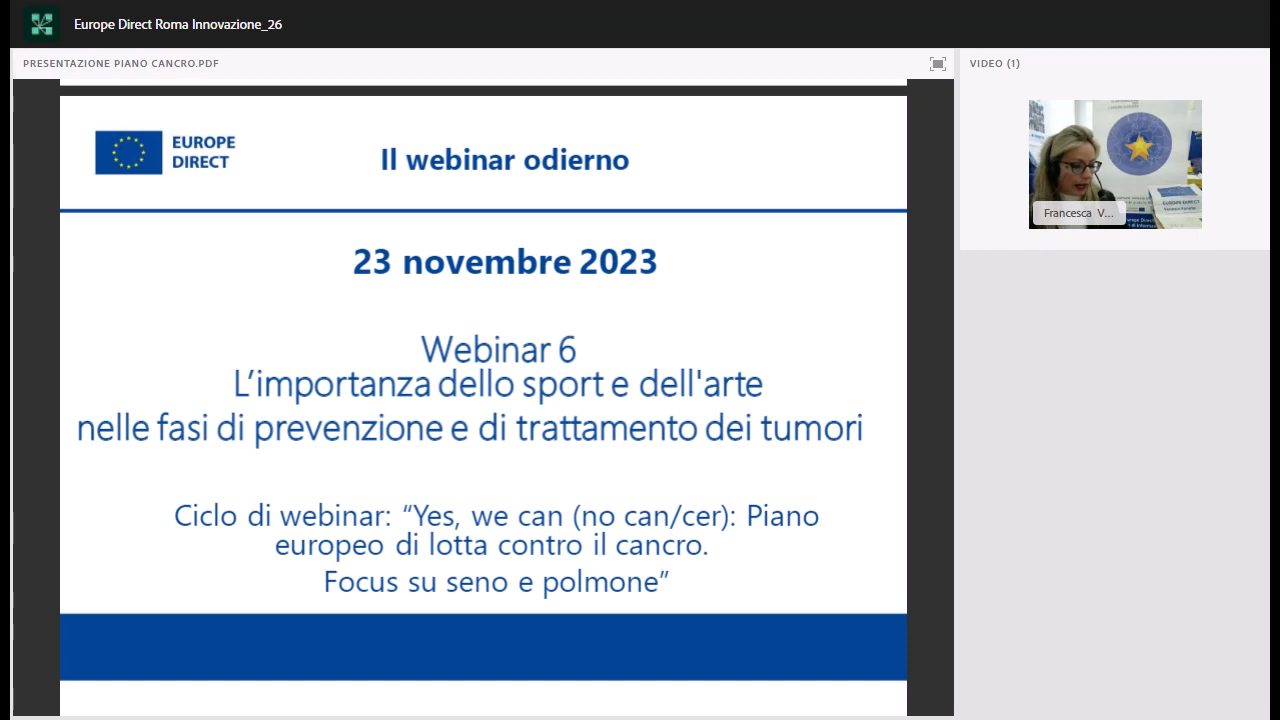 Europe Direct Roma Innovazione_26
PRESENTAZIONE PIANO CANCRO.PDF
VIDEO (1)
EUROPE
DIRECT
Il webinar odierno
23 novembre 2023
Webinar 6
L’importanza dello sport e dell'arte
nelle fasi di prevenzione e di trattamento dei tumori
Ciclo di webinar: “Yes, we can (no can/cer): Piano
europeo di lotta contro il cancro.
Focus su seno e polmone”
Francesca V...
EUROPE DIRECT